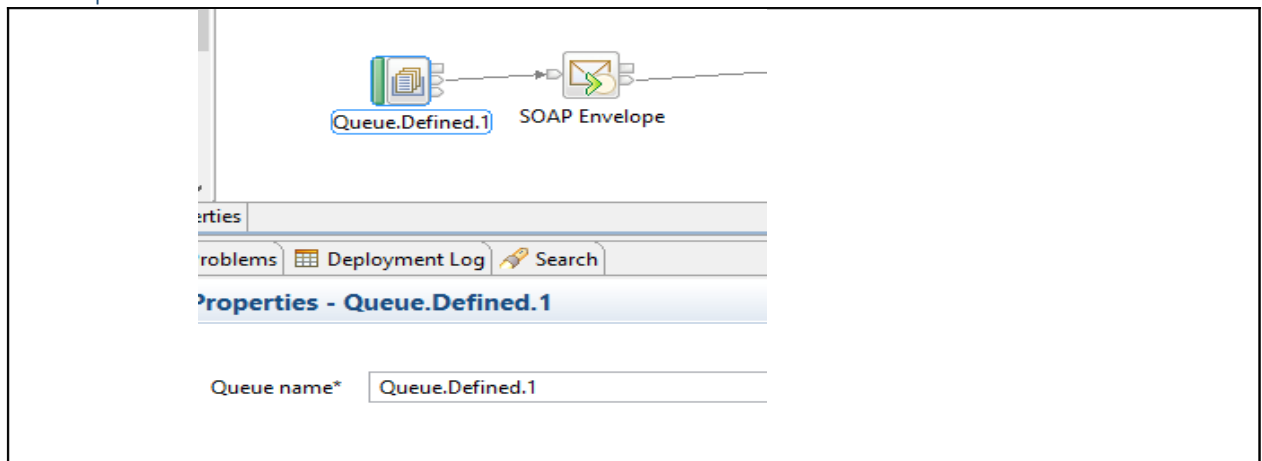 Queue.Defined.1 SOAP Envelope
erties
roblems Deployment Log Search
Properties - Queue.Defined.1
Queue name* Queue.Defined.1